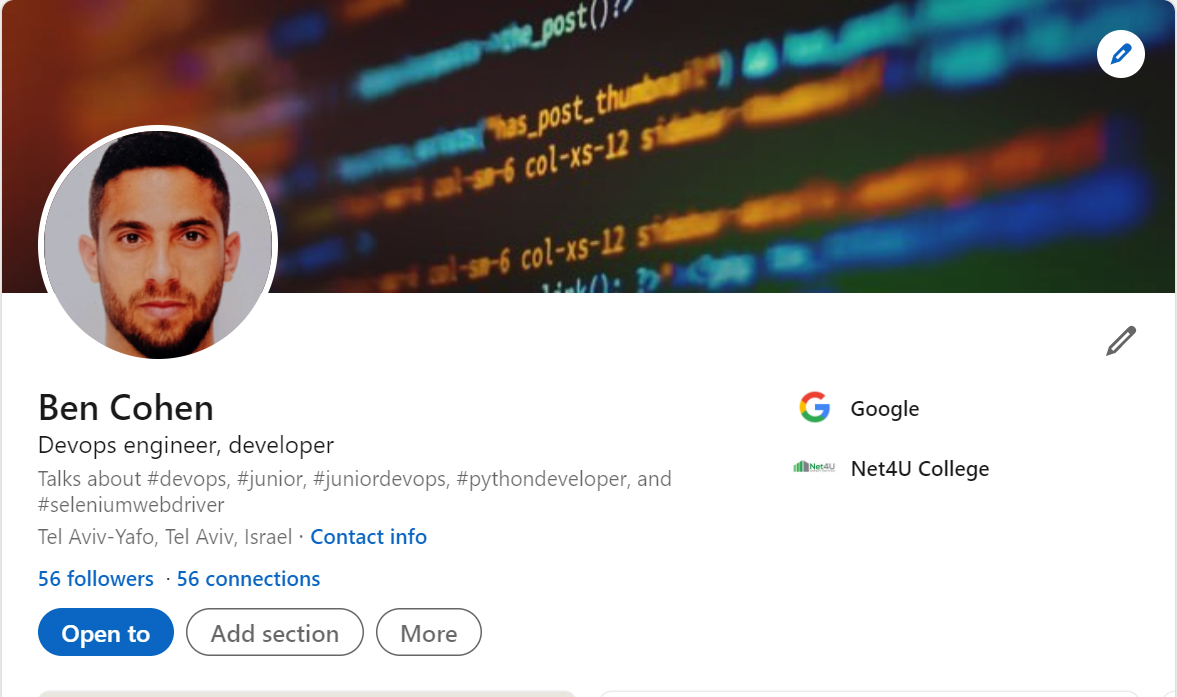 the_post();?>
"has_post_thumbnail")
col-sm-6 col-xs-12
col-sm-6 col-xs-12
link(); ?>
Ben Cohen
Devops engineer, developer
Talks about #devops, #junior, #juniordevops, #pythondeveloper, and
#seleniumwebdriver
Tel Aviv-Yafo, Tel Aviv, Israel · Contact info
56 followers · 56 connections
Open to
Add section
More
Google
Net4U
Net4U College